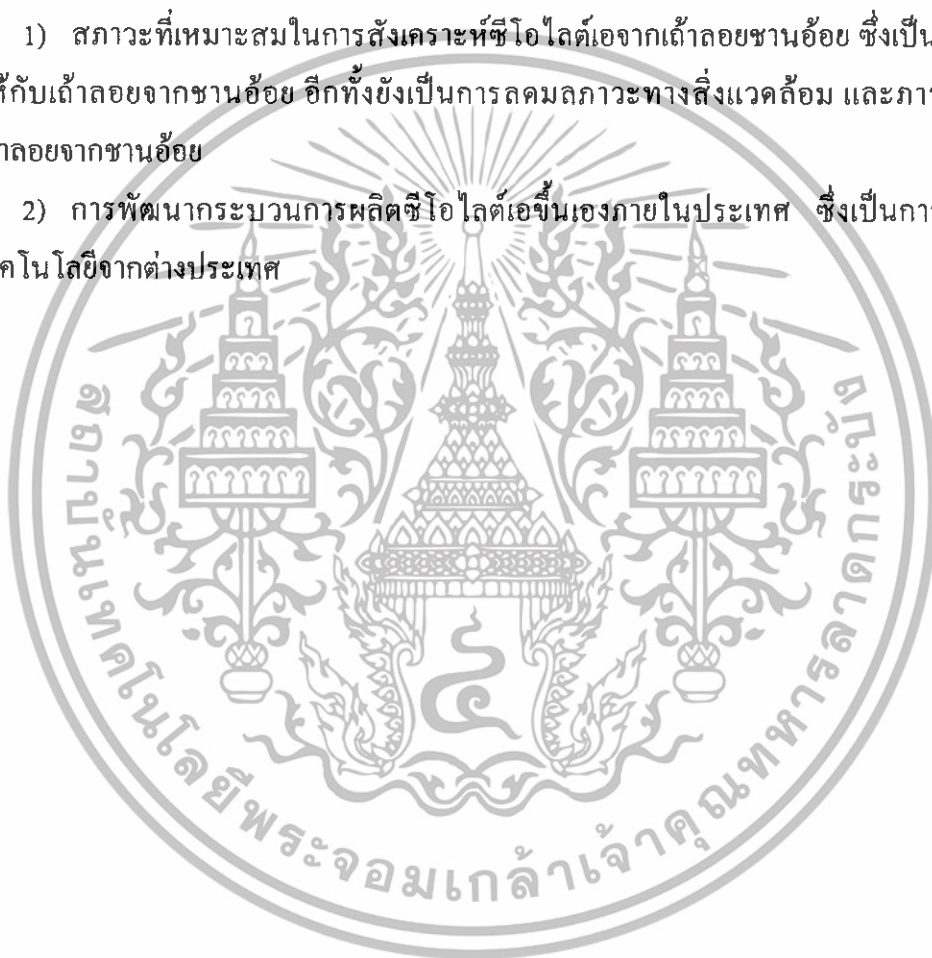 1) สภาวะที่เหมาะสมในการสังเคราะห์ซีโอไลต์เอจากเถ้าลอยชานอ้อย ซึ่งเป็น
ห้กับเถ้าลอยจากชานอ้อย อีกทั้งยังเป็นการลดมลภาวะทางสิ่งแวดล้อม และภาร
าลอยจากชานอ้อย
2) การพัฒนากระบวนการผลิตซีโอไลต์เอขึ้นเองภายในประเทศ ซึ่งเป็นการ
คโนโลยีจากต่างประเทศ
๔
สถาบันเทคโนโลยีพระจอมเกล้าเจ้าคุณทหารลาดกระบัง